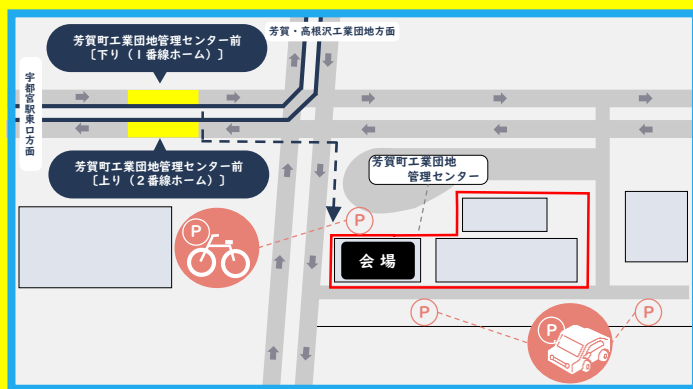 芳賀町工業団地管理センター前
〔下り（１番線ホーム）〕
芳賀・高根沢工業団地方面
宇都宮駅東口方面
芳賀町工業団地管理センター前
〔上り（２番線ホーム）〕
芳賀町工業団地
管理センター
P
P
会場
P
P
P